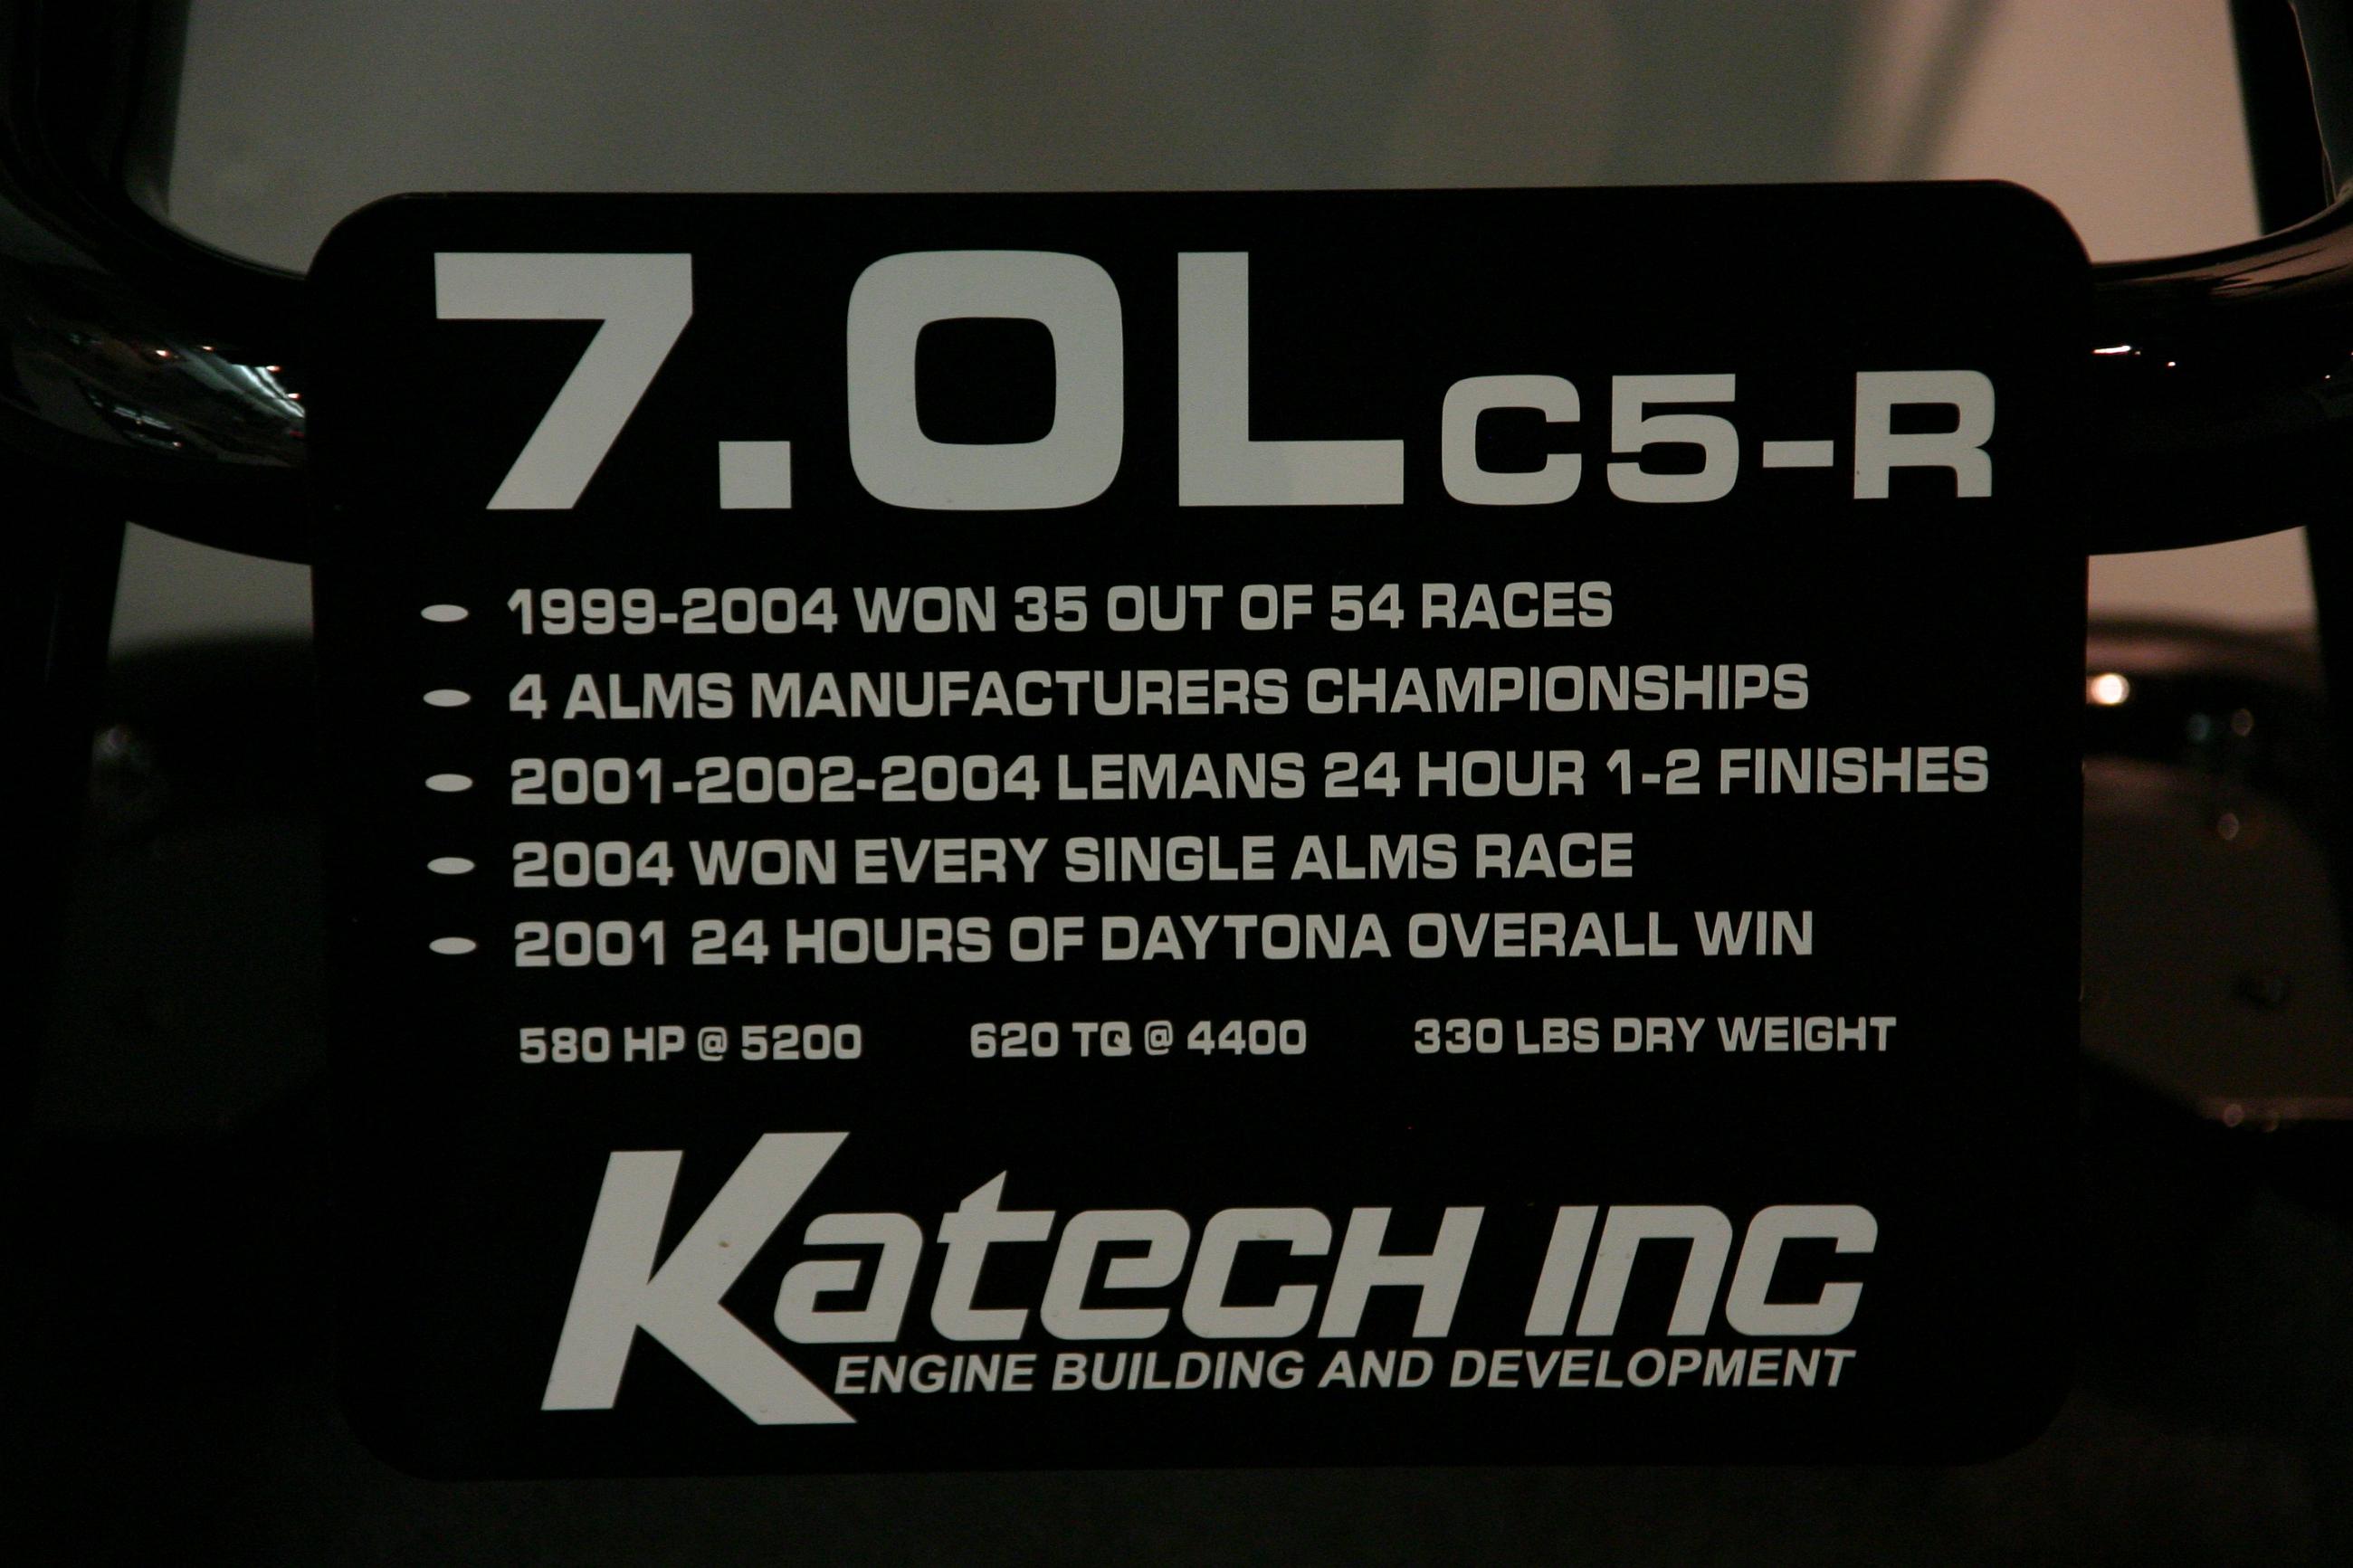 7.0L C5-R
1999-2004 WON 35 OUT OF 54 RACES
4 ALMS MANUFACTURERS CHAMPIONSHIPS
2001-2002-2004 LEMANS 24 HOUR 1-2 FINISHES
2004 WON EVERY SINGLE ALMS RACE
2001 24 HOURS OF DAYTONA OVERALL WIN
580 HP @ 5200 620 TQ @ 4400 330 LBS DRY WEIGHT
Katech Inc
ENGINE BUILDING AND DEVELOPMENT